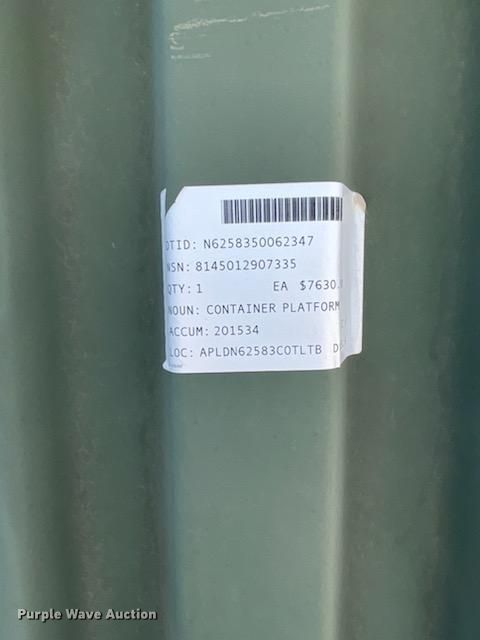 DTID: N6258350062347
NSN: 8145012907335
QTY: 1 EA $7630.
NOUN: CONTAINER PLATFORM
ACCUM: 201534
LOC: APLDN62583COTLTB
Purple Wave Auction